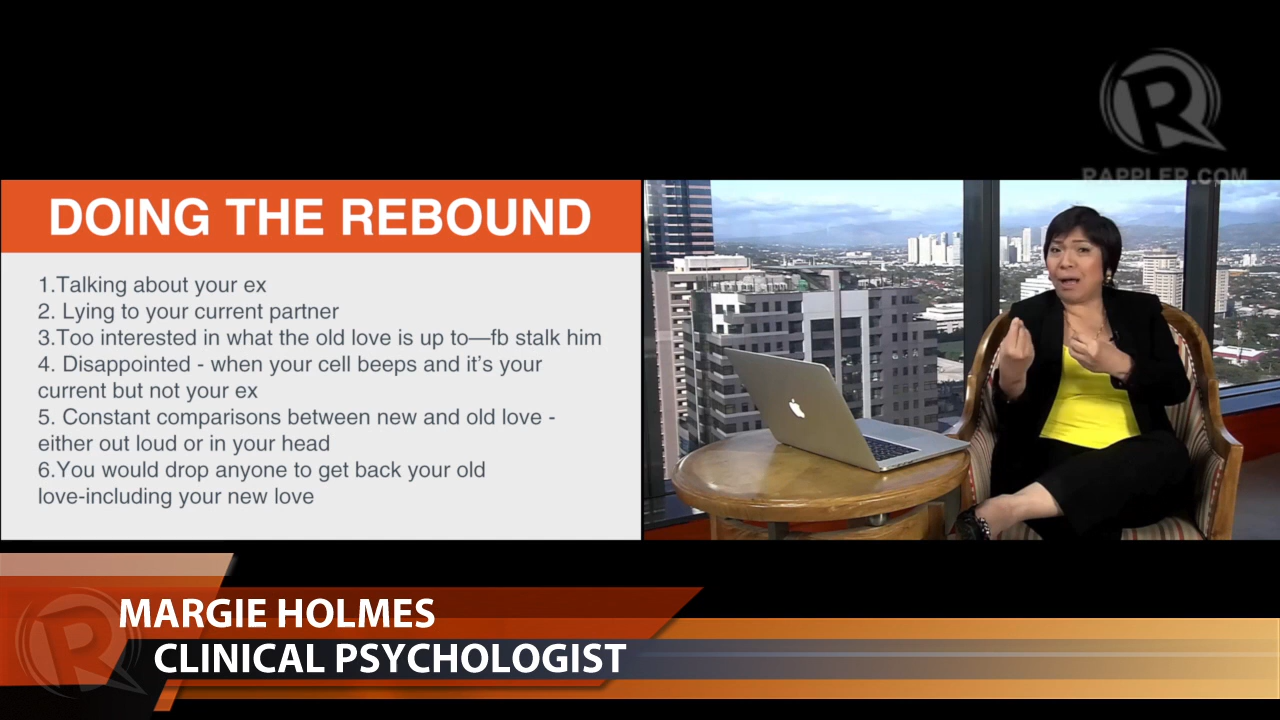 RAPPLER.COM
DOING THE REBOUND
1.Talking about your ex
2. Lying to your current partner
3.Too interested in what the old love is up to—fb stalk him
4. Disappointed - when your cell beeps and it’s your
current but not your ex
5. Constant comparisons between new and old love -
either out loud or in your head
6.You would drop anyone to get back your old
love-including your new love
MARGIE HOLMES
CLINICAL PSYCHOLOGIST